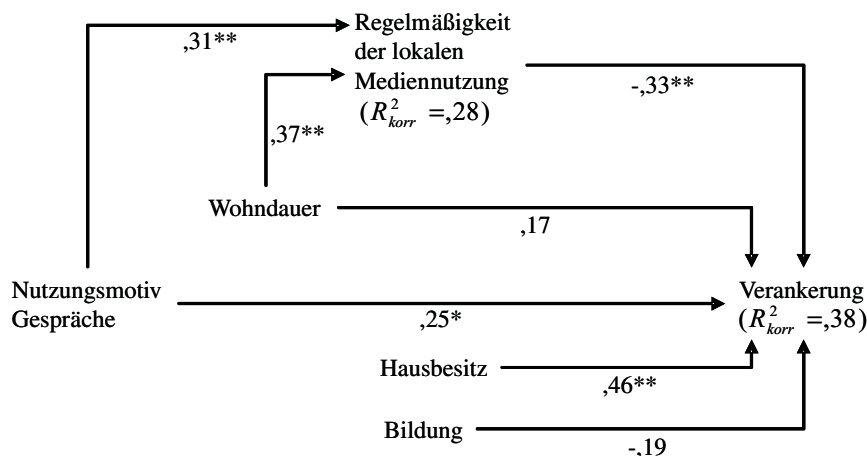 Regelmäßigkeit
der lokalen
Mediennutzung
(R²korr =,28)
,31**
-,33**
,37**
Wohndauer
,17
Nutzungsmotiv
Gespräche
,25*
Verankerung
(R²korr =,38)
Hausbesitz
,46**
Bildung
-,19